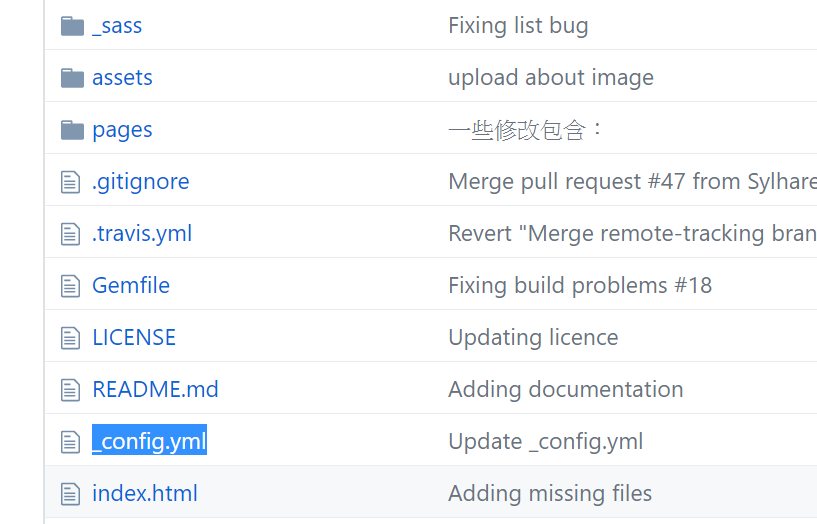 _sass Fixing list bug
assets upload about image
pages 一些修改包含：
.gitignore Merge pull request #47 from Sylhare
.travis.yml Revert "Merge remote-tracking bran
Gemfile Fixing build problems #18
LICENSE Updating licence
README.md Adding documentation
_config.yml Update _config.yml
index.html Adding missing files